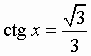 ctg x = √3/3